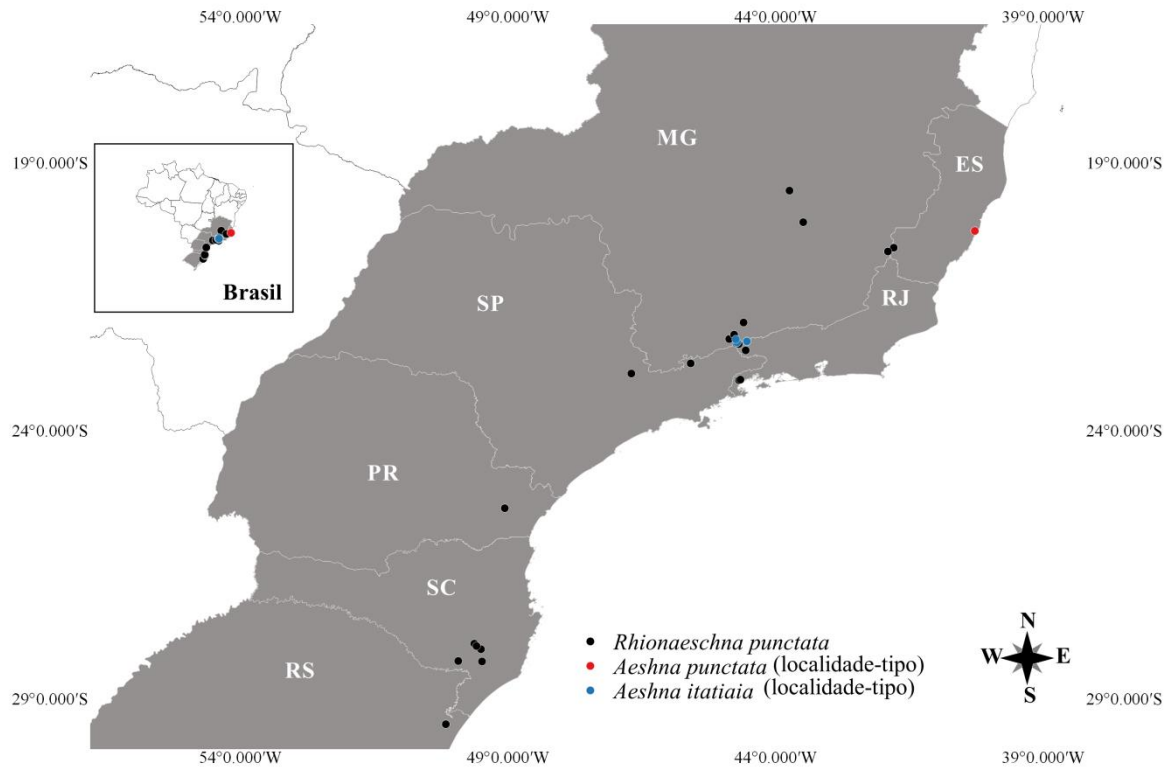 54°0.000′W
49°0.000′W
44°0.000′W
39°0.000′W
MG
19°0.000′S
19°0.000′S
ES
Brasil
SP
RJ
24°0.000′S
24°0.000′S
PR
SC
RS
Rhionaeschna punctata
Aeshna punctata (localidade-tipo)
Aeshna itatiaia (localidade-tipo)
N
W E
S
29°0.000′S
29°0.000′S
54°0.000′W
49°0.000′W
44°0.000′W
39°0.000′W